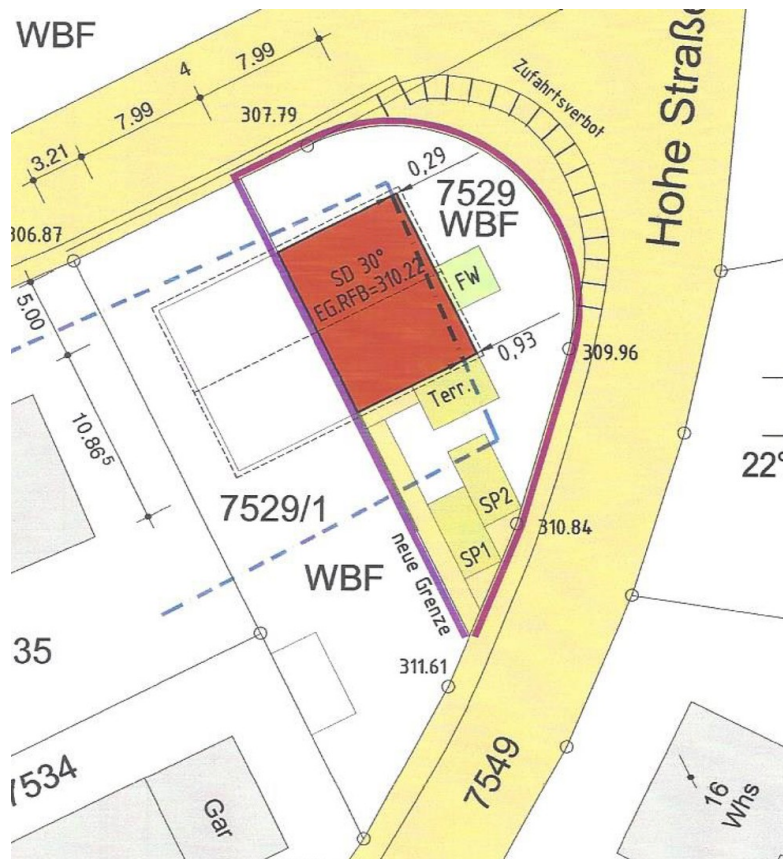 WBF
Hohe Straße
Zufahrtsverbot
7.99
4
7.99
3.21
307.79
0,29
7529
WBF
306.87
SD 30°
EG.RFB=310.22
FW
5.00
0,93
309.96
Terr.
10.86⁵
22°
SP2
SP1
310.84
7529/1
WBF
neue Grenze
35
311.61
7534
Gar
7549
16
Whs